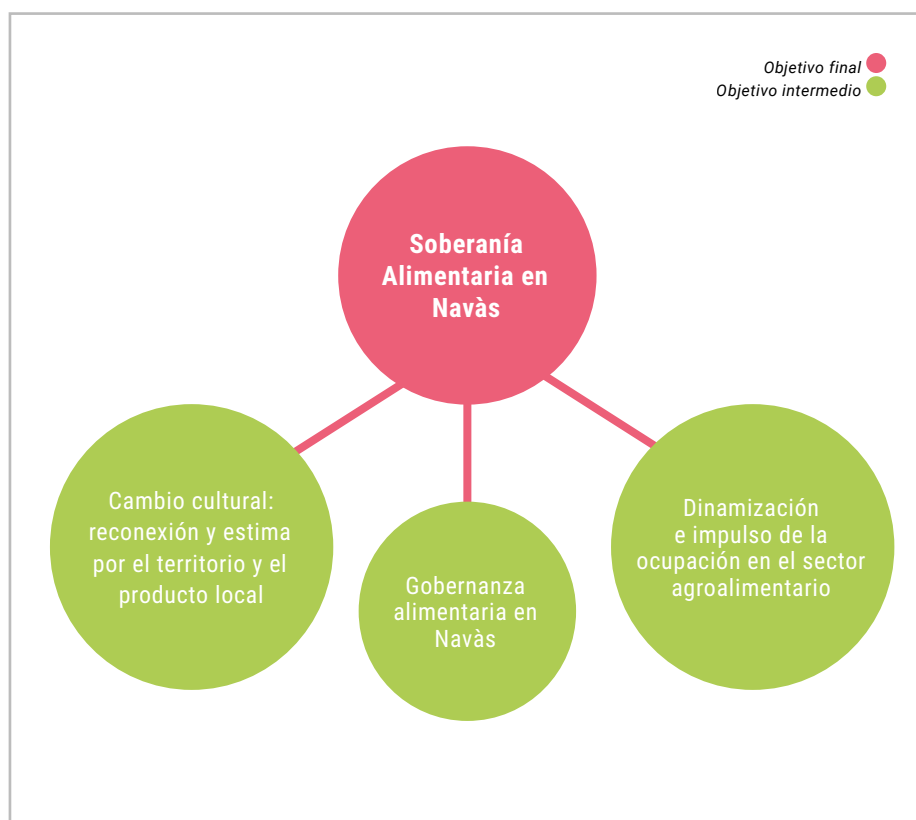 Objetivo final
Objetivo intermedio
Soberanía
Alimentaria en
Navàs
Cambio cultural:
reconexión y estima
por el territorio y el
producto local
Gobernanza
alimentaria en
Navàs
Dinamización
e impulso de la
ocupación en el sector
agroalimentario